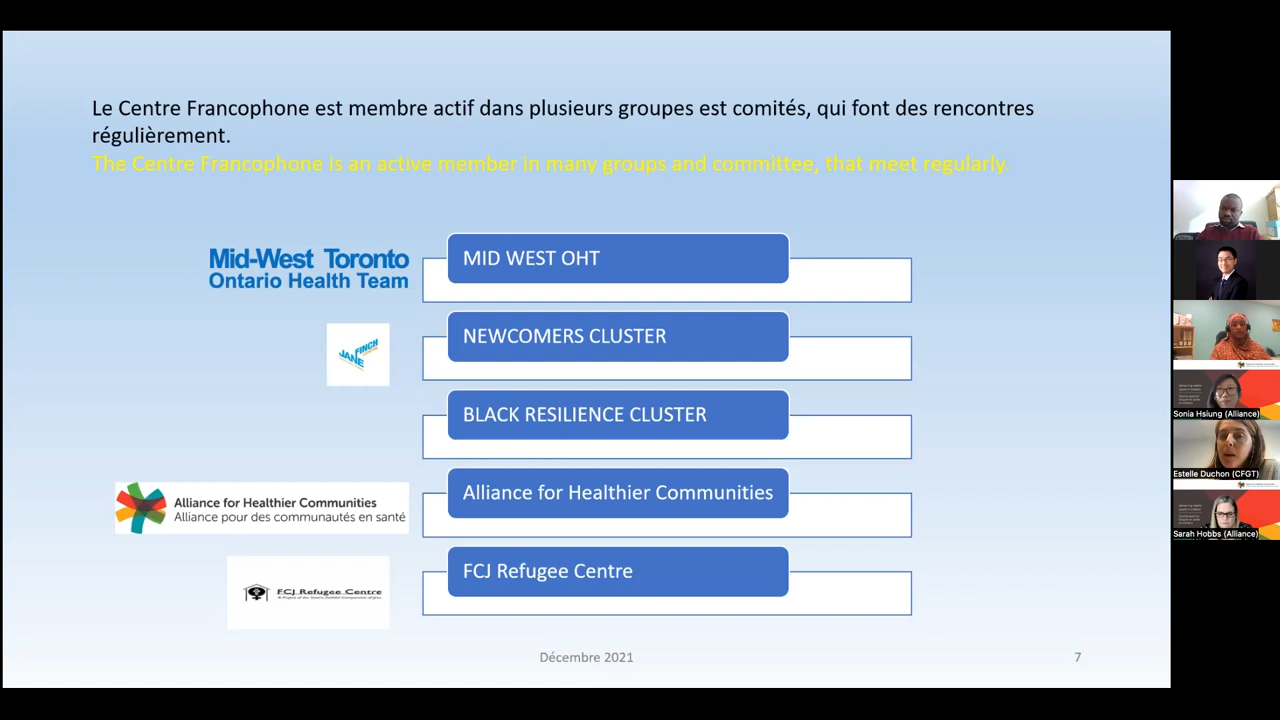 Le Centre Francophone est membre actif dans plusieurs groupes est comités, qui font des rencontres
régulièrement.
The Centre Francophone is an active member in many groups and committee, that meet regularly.
Mid-West Toronto
Ontario Health Team
MID WEST OHT
JANE FINCH
NEWCOMERS CLUSTER
BLACK RESILIENCE CLUSTER
Alliance for Healthier Communities
Alliance pour des communautés en santé
Alliance for Healthier Communities
FCJ Refugee Centre
FCJ Refugee Centre
Décembre 2021
7
Sonia Hsiung (Alliance)
Estelle Duchon (CFGT)
Sarah Hobbs (Alliance)